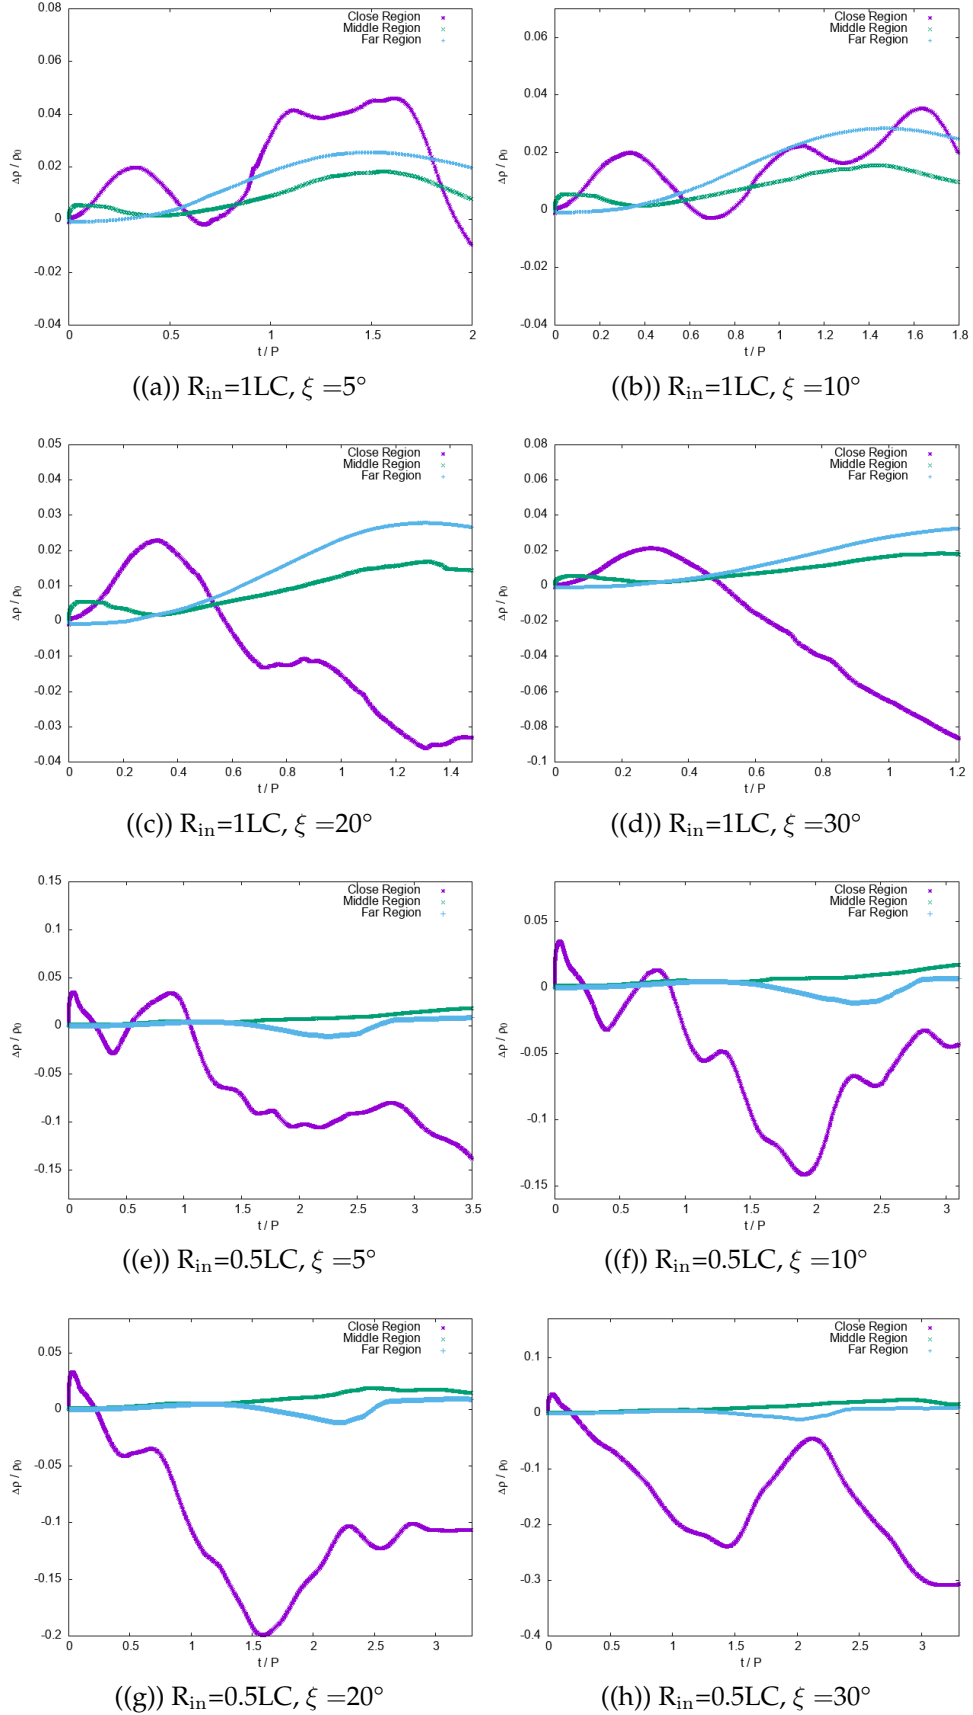 0.08
0.06
0.04
0.02
0
-0.02
-0.04
Δρ / ρ₀
Close Region
Middle Region
Far Region
0 0.5 1 1.5 2
t / P
((a)) Rᵢₙ=1LC, ξ =5°
0.08
0.06
0.04
0.02
0
-0.02
-0.04
Δρ / ρ₀
Close Region
Middle Region
Far Region
0 0.2 0.4 0.6 0.8 1 1.2 1.4 1.6 1.8
t / P
((b)) Rᵢₙ=1LC, ξ =10°
0.05
0.04
0.03
0.02
0.01
0
-0.01
-0.02
-0.03
-0.04
Δρ / ρ₀
Close Region
Middle Region
Far Region
0 0.2 0.4 0.6 0.8 1 1.2 1.4
t / P
((c)) Rᵢₙ=1LC, ξ =20°
0.08
0.06
0.04
0.02
0
-0.02
-0.04
-0.06
-0.08
-0.1
Δρ / ρ₀
Close Region
Middle Region
Far Region
0 0.2 0.4 0.6 0.8 1 1.2
t / P
((d)) Rᵢₙ=1LC, ξ =30°
0.15
0.1
0.05
0
-0.05
-0.1
-0.15
Δρ / ρ₀
Close Region
Middle Region
Far Region
0 0.5 1 1.5 2 2.5 3 3.5
t / P
((e)) Rᵢₙ=0.5LC, ξ =5°
0.05
0
-0.05
-0.1
-0.15
Δρ / ρ₀
Close Region
Middle Region
Far Region
0 0.5 1 1.5 2 2.5 3
t / P
((f)) Rᵢₙ=0.5LC, ξ =10°
0.05
0
-0.05
-0.1
-0.15
-0.2
Δρ / ρ₀
Close Region
Middle Region
Far Region
0 0.5 1 1.5 2 2.5 3
t / P
((g)) Rᵢₙ=0.5LC, ξ =20°
0.1
0
-0.1
-0.2
-0.3
-0.4
Δρ / ρ₀
Close Region
Middle Region
Far Region
0 0.5 1 1.5 2 2.5 3
t / P
((h)) Rᵢₙ=0.5LC, ξ =30°